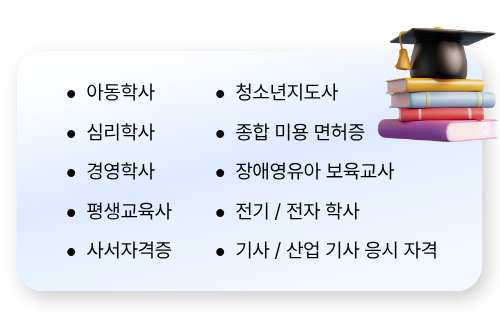 • 아동학사
• 심리학사
• 경영학사
• 평생교육사
• 사서자격증
• 청소년지도사
• 종합 미용 면허증
• 장애영유아 보육교사
• 전기 / 전자 학사
• 기사 / 산업 기사 응시 자격